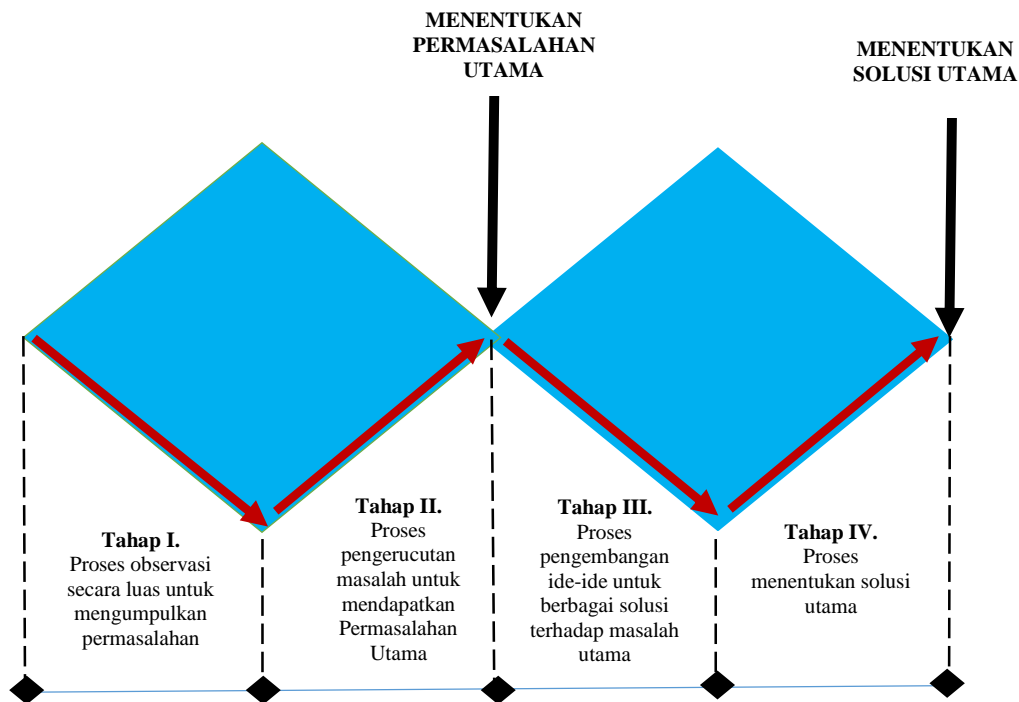 MENENTUKAN
PERMASALAHAN
UTAMA
MENENTUKAN
SOLUSI UTAMA
Tahap I.
Proses observasi
secara luas untuk
mengumpulkan
permasalahan
Tahap II.
Proses
pengerucutan
masalah untuk
mendapatkan
Permasalahan
Utama
Tahap III.
Proses
pengembangan
ide-ide untuk
berbagai solusi
terhadap masalah
utama
Tahap IV.
Proses
menentukan solusi
utama